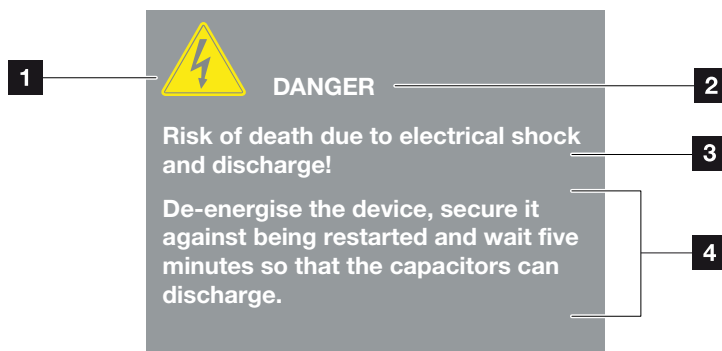 1
DANGER
2
Risk of death due to electrical shock
and discharge!
3
De-energise the device, secure it
against being restarted and wait five
minutes so that the capacitors can
discharge.
4